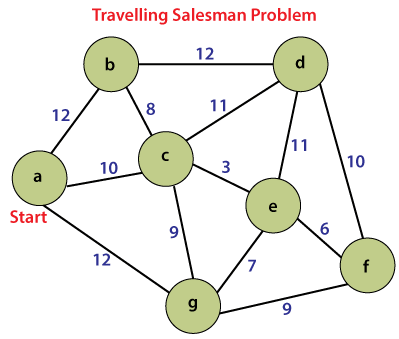 Travelling Salesman Problem
b
12
d
12
8
11
c
a
10
3
11
10
Start
e
9
6
12
7
f
g
9